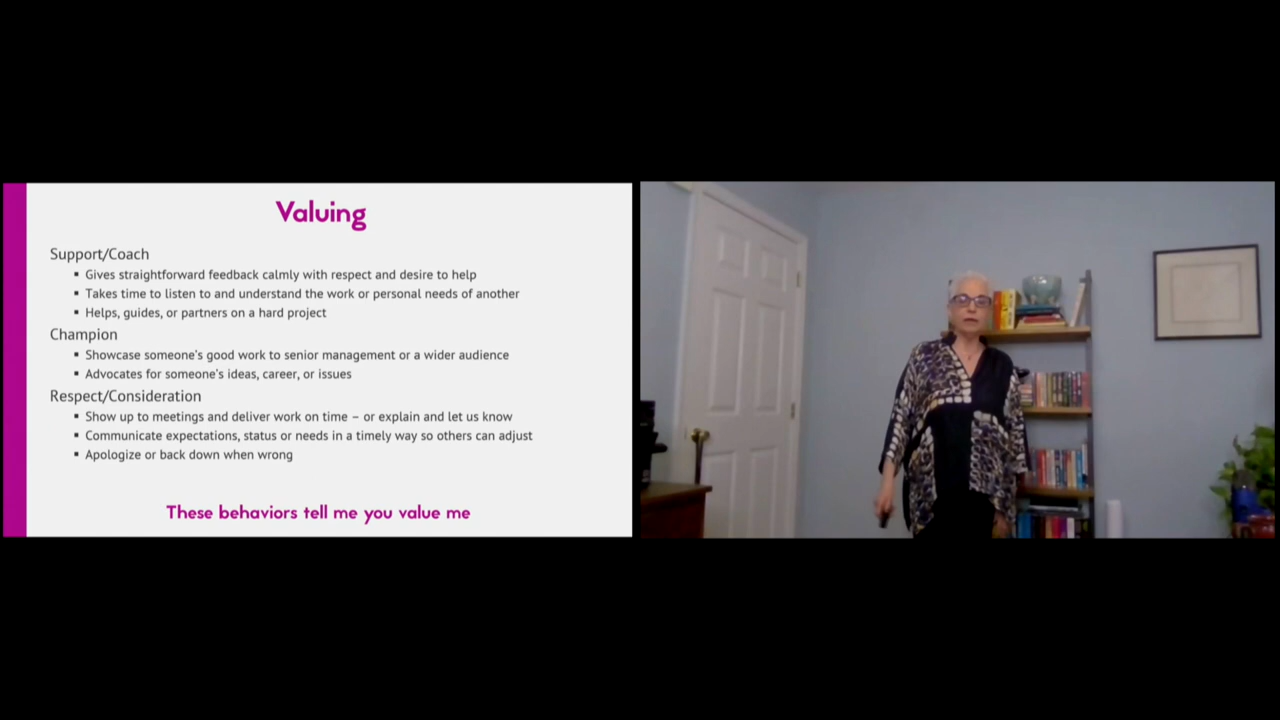 Valuing
Support/Coach
▪ Gives straightforward feedback calmly with respect and desire to help
▪ Takes time to listen to and understand the work or personal needs of another
▪ Helps, guides, or partners on a hard project
Champion
▪ Showcase someone's good work to senior management or a wider audience
▪ Advocates for someone's ideas, career, or issues
Respect/Consideration
▪ Show up to meetings and deliver work on time – or explain and let us know
▪ Communicate expectations, status or needs in a timely way so others can adjust
▪ Apologize or back down when wrong
These behaviors tell me you value me